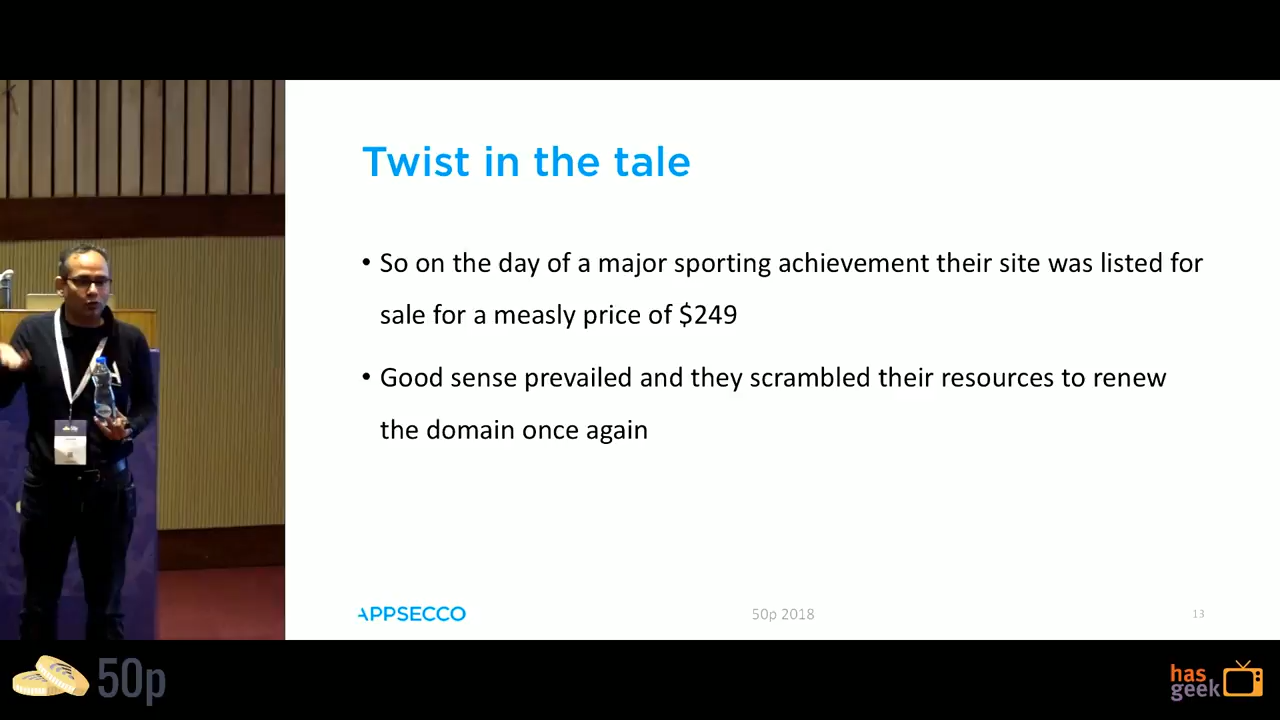 Twist in the tale
• So on the day of a major sporting achievement their site was listed for
sale for a measly price of $249
• Good sense prevailed and they scrambled their resources to renew
the domain once again
APPSECCO
50p 2018
13
50p
has
geek